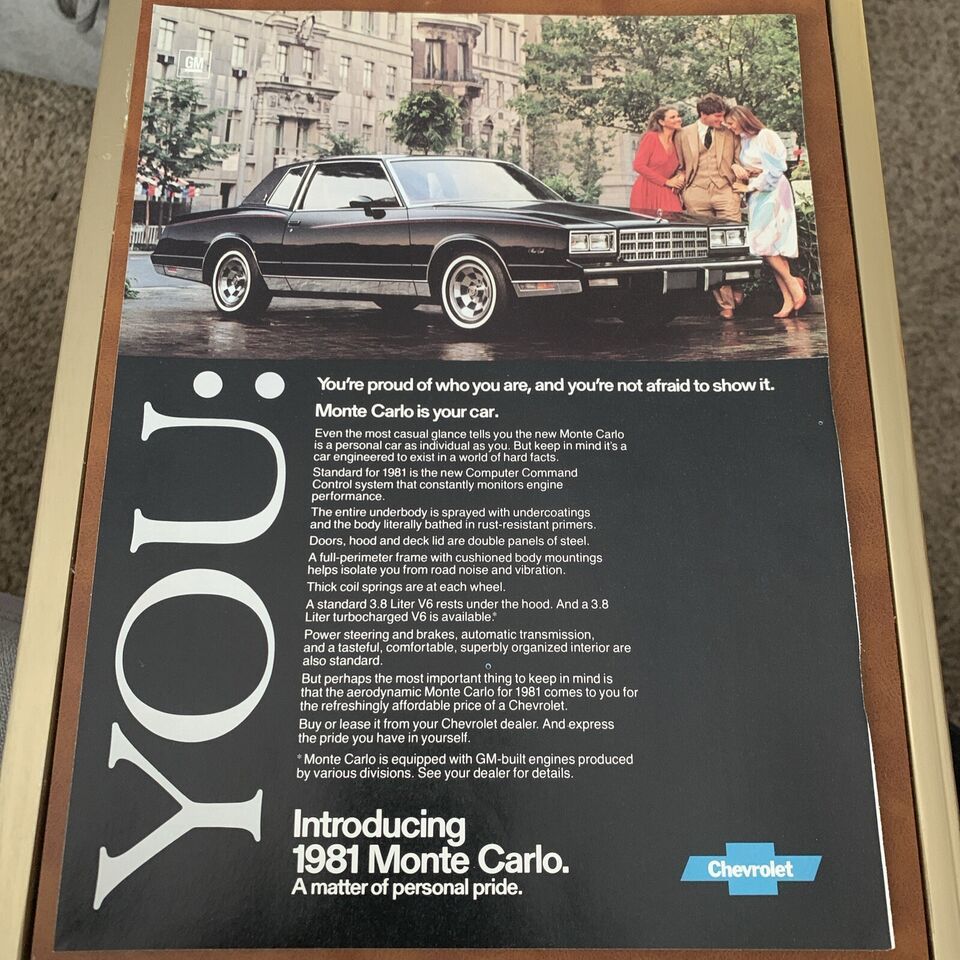 GM
YOU:
You're proud of who you are, and you're not afraid to show it.
Monte Carlo is your car.
Even the most casual glance tells you the new Monte Carlo
is a personal car as individual as you. But keep in mind it's a
car engineered to exist in a world of hard facts.
Standard for 1981 is the new Computer Command
Control system that constantly monitors engine
performance.
The entire underbody is sprayed with undercoatings
and the body literally bathed in rust-resistant primers.
Doors, hood and deck lid are double panels of steel.
A full-perimeter frame with cushioned body mountings
helps isolate you from road noise and vibration.
Thick coil springs are at each wheel.
A standard 3.8 Liter V6 rests under the hood. And a 3.8
Liter turbocharged V6 is available.*
Power steering and brakes, automatic transmission,
and a tasteful, comfortable, superbly organized interior are
also standard.
But perhaps the most important thing to keep in mind is
that the aerodynamic Monte Carlo for 1981 comes to you for
the refreshingly affordable price of a Chevrolet.
Buy or lease it from your Chevrolet dealer. And express
the pride you have in yourself.
*Monte Carlo is equipped with GM-built engines produced
by various divisions. See your dealer for details.
Introducing
1981 Monte Carlo.
A matter of personal pride.
Chevrolet